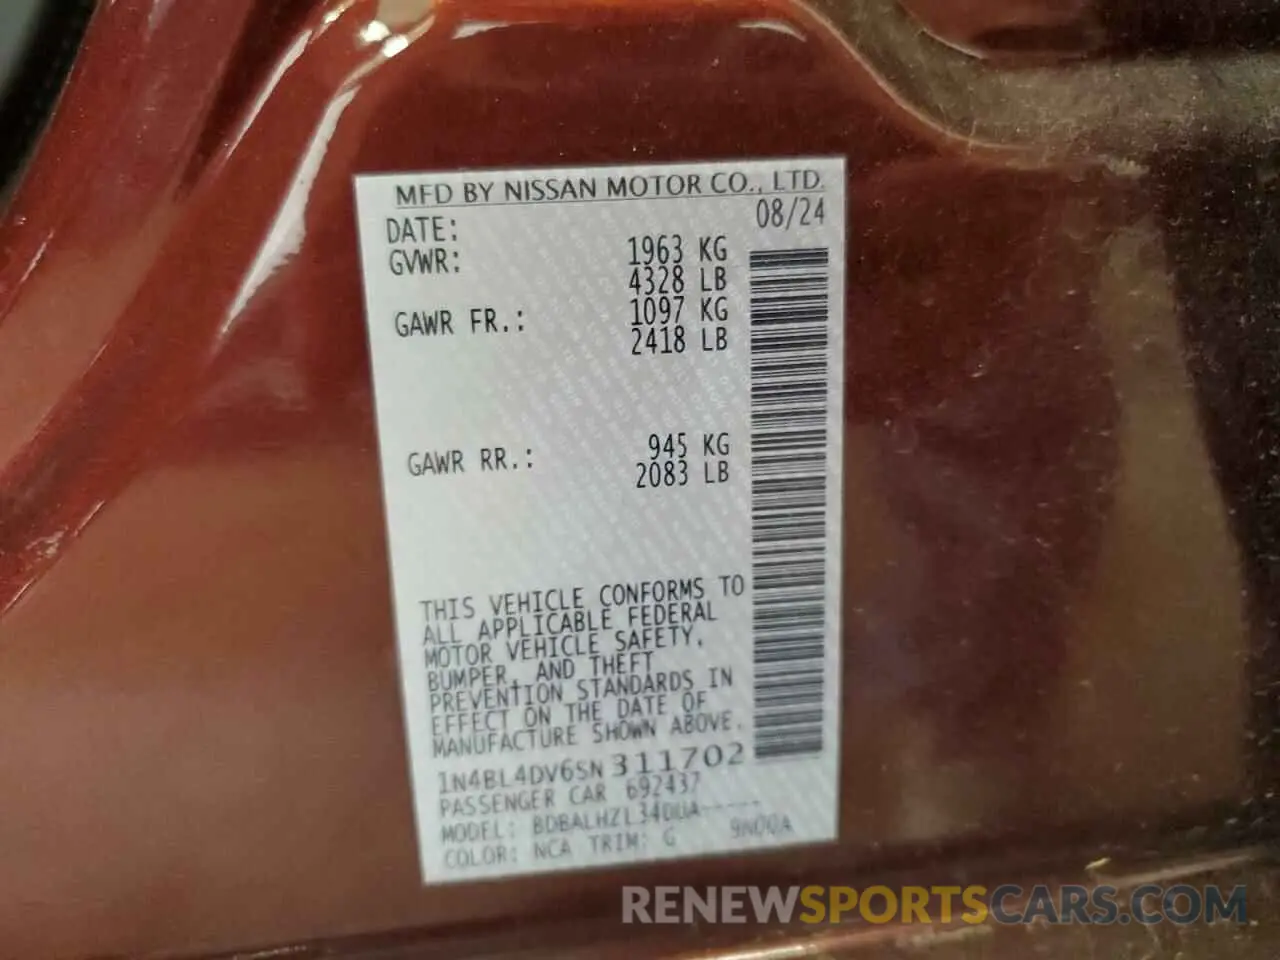 MFD BY NISSAN MOTOR CO., LTD.
DATE: 08/24
GVWR: 1963 KG
4328 LB
GAWR FR.: 1097 KG
2418 LB
GAWR RR.: 945 KG
2083 LB
THIS VEHICLE CONFORMS TO
ALL APPLICABLE FEDERAL
MOTOR VEHICLE SAFETY,
BUMPER, AND THEFT
PREVENTION STANDARDS IN
EFFECT ON THE DATE OF
MANUFACTURE SHOWN ABOVE.
1N4BL4DV6SN 311702
PASSENGER CAR 692437
MODEL: BDBALHZL34DUA-----
COLOR: NCA TRIM: G 9N00A
RENEWSPORTSCARS.COM